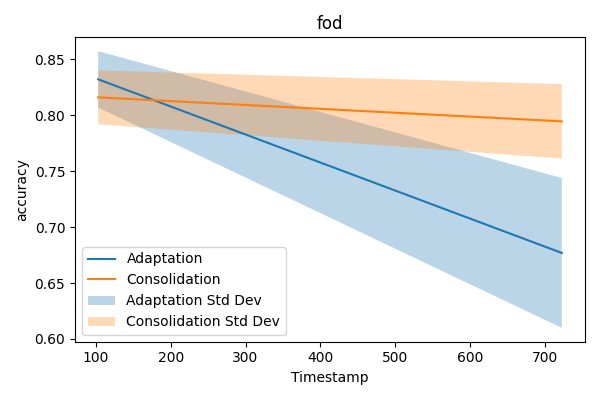 fod
0.85
0.80
0.75
0.70
0.65
0.60
accuracy
Adaptation
Consolidation
Adaptation Std Dev
Consolidation Std Dev
100 200 300 400 500 600 700
Timestamp